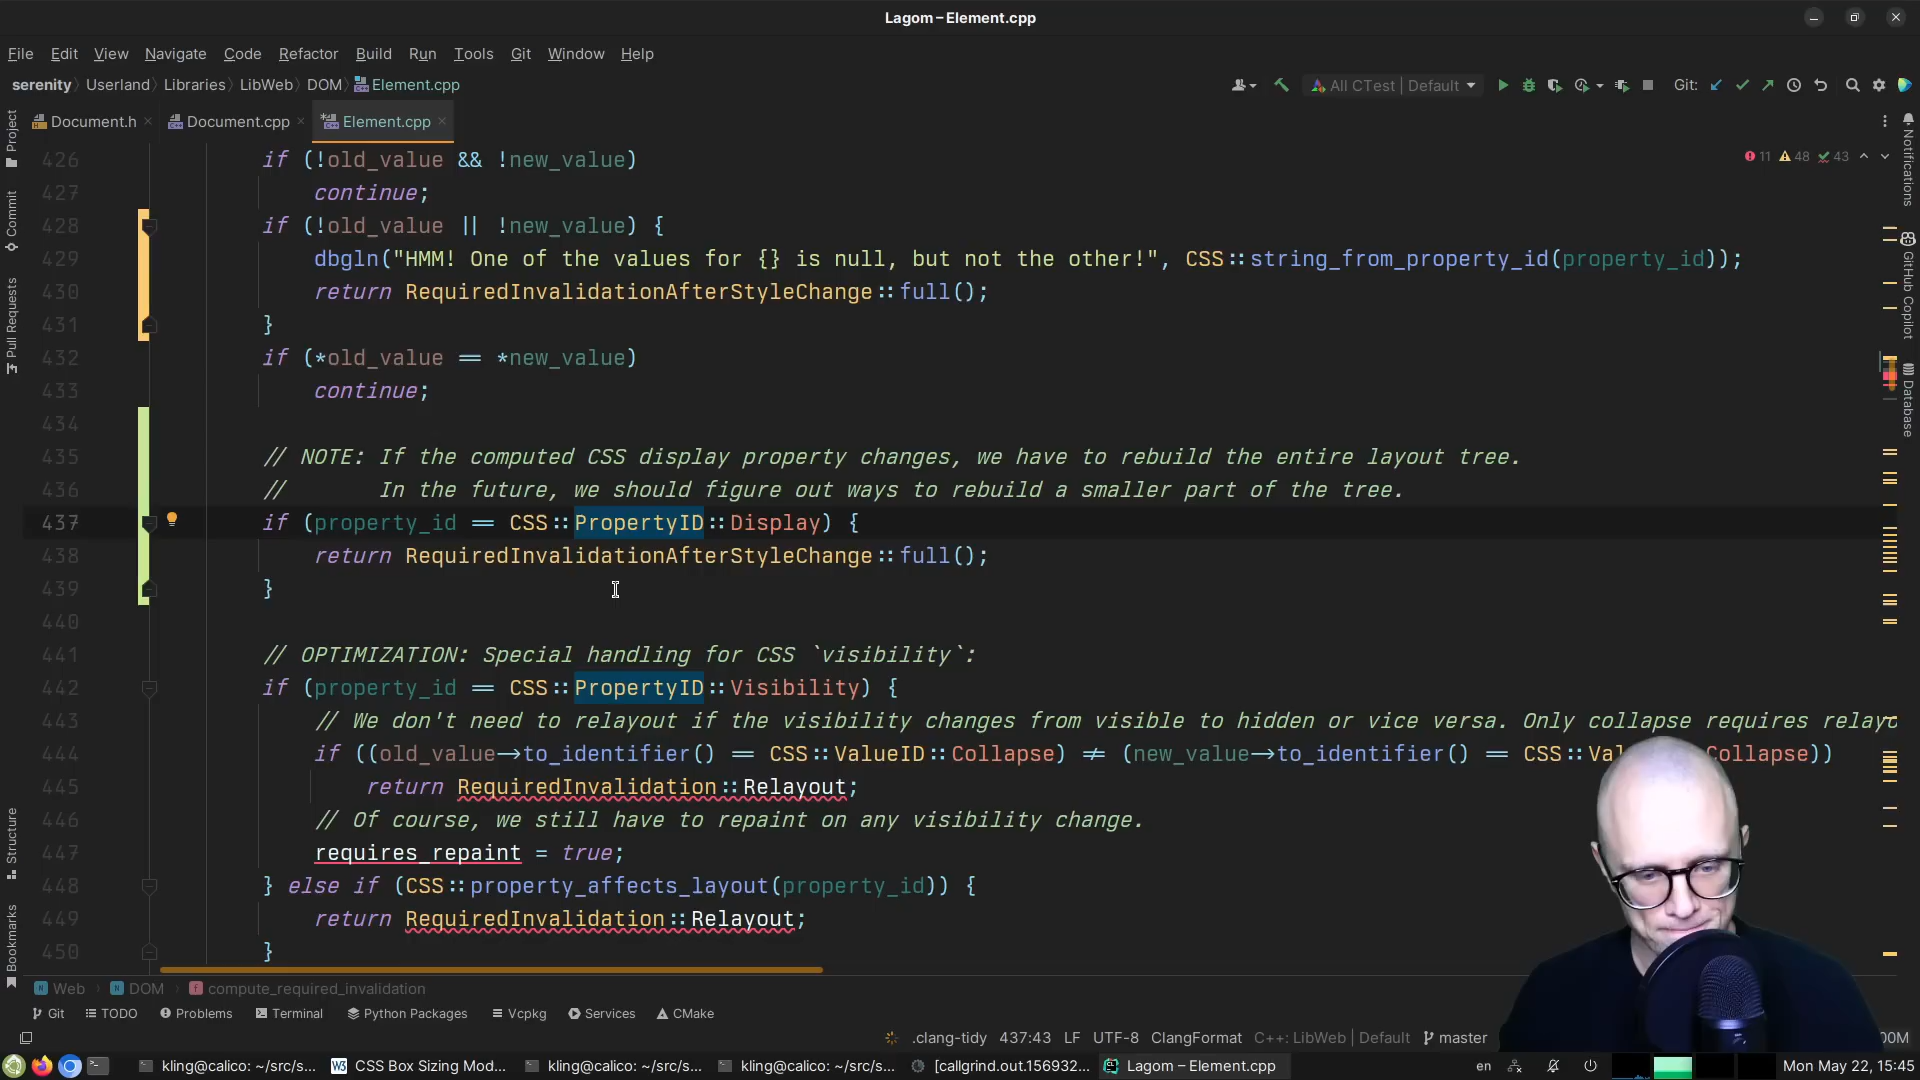 Lagom – Element.cpp
File Edit View Navigate Code Refactor Build Run Tools Git Window Help
serenity Userland Libraries LibWeb DOM Element.cpp
All CTest | Default
Git:
Document.h
Document.cpp
Element.cpp
11 48 43
426 if (!old_value && !new_value)
427 continue;
428 if (!old_value || !new_value) {
429 dbgln("HMM! One of the values for {} is null, but not the other!", CSS::string_from_property_id(property_id));
430 return RequiredInvalidationAfterStyleChange::full();
431 }
432 if (*old_value == *new_value)
433 continue;
434
435 // NOTE: If the computed CSS display property changes, we have to rebuild the entire layout tree.
436 // In the future, we should figure out ways to rebuild a smaller part of the tree.
437 if (property_id == CSS::PropertyID::Display) {
438 return RequiredInvalidationAfterStyleChange::full();
439 }
440
441 // OPTIMIZATION: Special handling for CSS `visibility`:
442 if (property_id == CSS::PropertyID::Visibility) {
443 // We don't need to relayout if the visibility changes from visible to hidden or vice versa. Only collapse requires relayo
444 if ((old_value->to_identifier() == CSS::ValueID::Collapse) != (new_value->to_identifier() == CSS::Val Collapse))
445 return RequiredInvalidation::Relayout;
446 // Of course, we still have to repaint on any visibility change.
447 requires_repaint = true;
448 } else if (CSS::property_affects_layout(property_id)) {
449 return RequiredInvalidation::Relayout;
450 }
Project
Commit
Pull Requests
Structure
Bookmarks
Notifications
GitHub Copilot
Database
Web DOM compute_required_invalidation
Git TODO Problems Terminal Python Packages Vcpkg Services CMake
.clang-tidy 437:43 LF UTF-8 ClangFormat C++: LibWeb | Default master 00M
kling@calico: ~/src/s... CSS Box Sizing Mod... kling@calico: ~/src/s... kling@calico: ~/src/s... [callgrind.out.156932... Lagom – Element.cpp en Mon May 22, 15:45